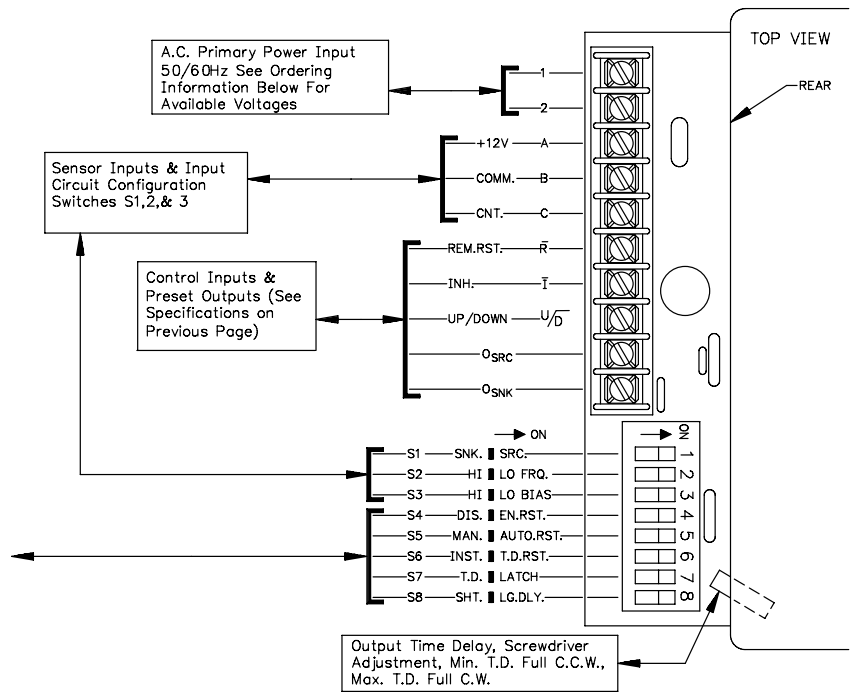 TOP VIEW
REAR
A.C. Primary Power Input
50/60Hz See Ordering
Information Below For
Available Voltages
1
2
+12V A
COMM. B
CNT. C
Sensor Inputs & Input
Circuit Configuration
Switches S1,2,& 3
REM.RST. R̅
INH. I̅
UP/DOWN U/D̅
OSRC
OSNK
Control Inputs &
Preset Outputs (See
Specifications on
Previous Page)
ON
ON
S1 SNK. SRC. 1
S2 HI LO FRQ. 2
S3 HI LO BIAS 3
S4 DIS. EN.RST. 4
S5 MAN. AUTO.RST. 5
S6 INST. T.D.RST. 6
S7 T.D. LATCH 7
S8 SHT. LG.DLY. 8
Output Time Delay, Screwdriver
Adjustment, Min. T.D. Full C.C.W.,
Max. T.D. Full C.W.